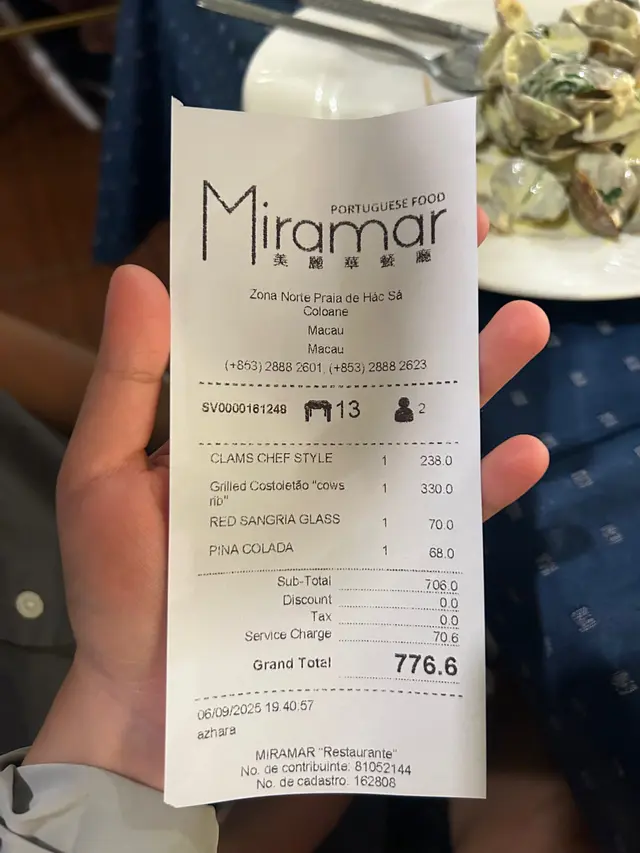 PORTUGUESE FOOD
Miramar
美麗華餐廳
Zona Norte Praia de Hác Sá
Coloane
Macau
Macau
(+853) 2888 2601, (+853) 2888 2623
SV0000161248 13 2
CLAMS CHEF STYLE 1 238.0
Grilled Costoletão "cows rib" 1 330.0
RED SANGRIA GLASS 1 70.0
PINA COLADA 1 68.0
Sub-Total 706.0
Discount 0.0
Tax 0.0
Service Charge 70.6
Grand Total 776.6
06/09/2025 19.40.57
azhara
MIRAMAR "Restaurante"
No. de contribuinte: 81052144
No. de cadastro: 162808